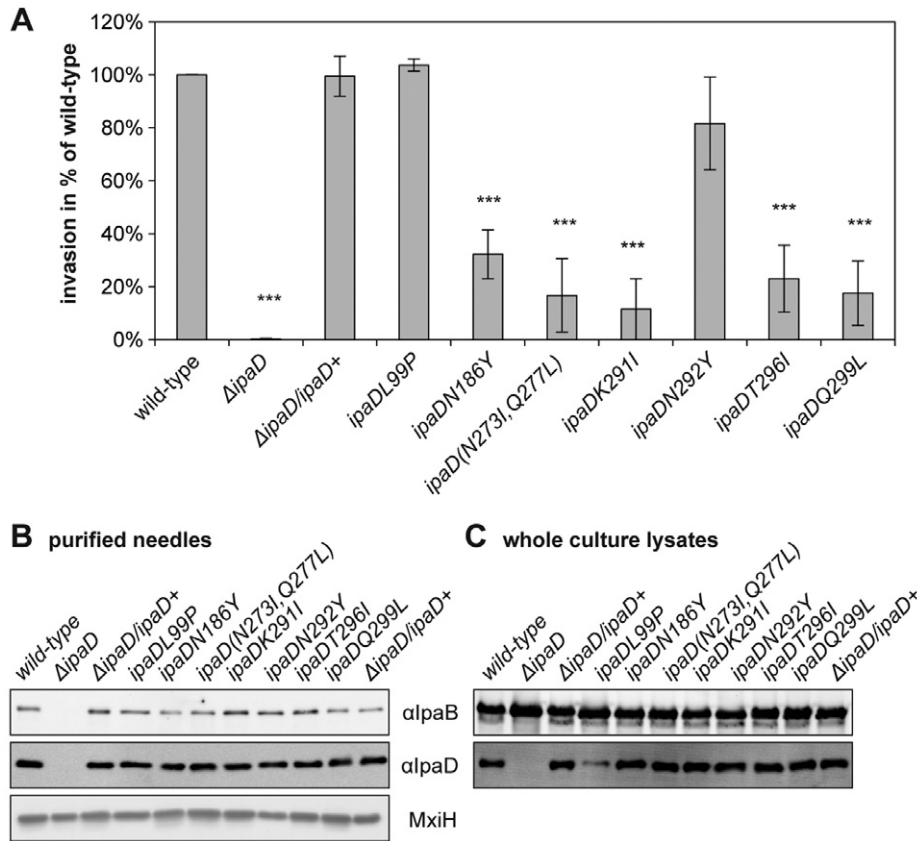 A
invasion in % of wild-type
120%
100%
80%
60%
40%
20%
0%
***
***
***
***
***
***
wild-type
ΔipaD
ΔipaD/ipaD+
ipaDL99P
ipaDN186Y
ipaD(N273I, Q277L)
ipaDK291I
ipaDN292Y
ipaDT296I
ipaDQ299L
B purified needles
wild-type
ΔipaD
ΔipaD/ipaD+
ipaDL99P
ipaDN186Y
ipaD(N273I, Q277L)
ipaDK291I
ipaDN292Y
ipaDT296I
ipaDQ299L
ΔipaD/ipaD+
αIpaB
αIpaD
MxiH
C whole culture lysates
wild-type
ΔipaD
ΔipaD/ipaD+
ipaDL99P
ipaDN186Y
ipaD(N273I, Q277L)
ipaDK291I
ipaDN292Y
ipaDT296I
ipaDQ299L
ΔipaD/ipaD+